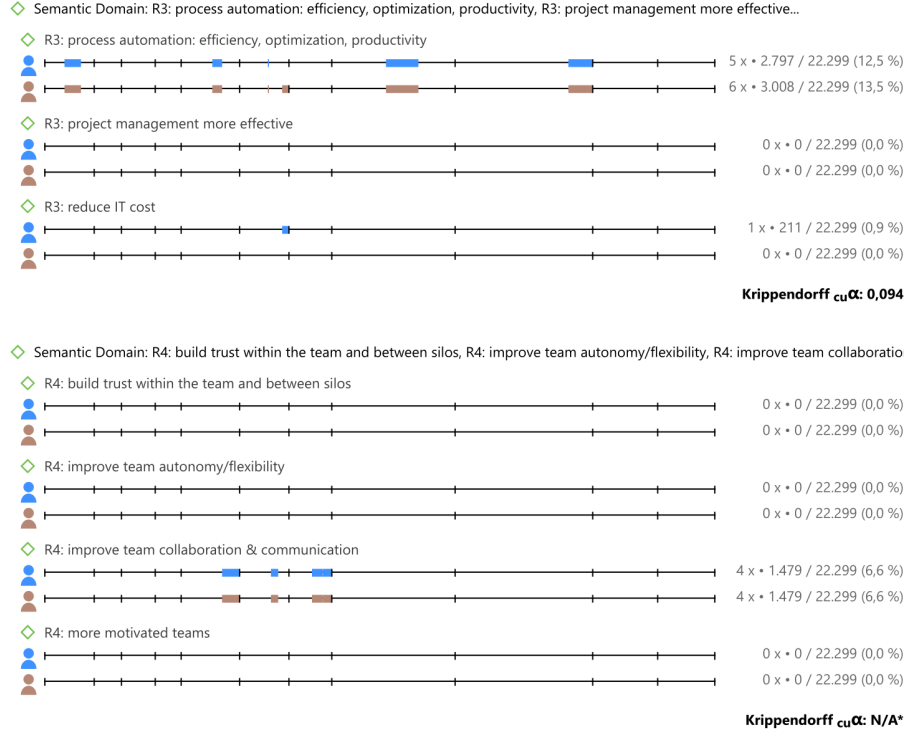 Semantic Domain: R3: process automation: efficiency, optimization, productivity, R3: project management more effective...
R3: process automation: efficiency, optimization, productivity
5 x • 2.797 / 22.299 (12,5 %)
6 x • 3.008 / 22.299 (13,5 %)
R3: project management more effective
0 x • 0 / 22.299 (0,0 %)
0 x • 0 / 22.299 (0,0 %)
R3: reduce IT cost
1 x • 211 / 22.299 (0,9 %)
0 x • 0 / 22.299 (0,0 %)
Krippendorff cuα: 0,094
Semantic Domain: R4: build trust within the team and between silos, R4: improve team autonomy/flexibility, R4: improve team collaboratio
R4: build trust within the team and between silos
0 x • 0 / 22.299 (0,0 %)
0 x • 0 / 22.299 (0,0 %)
R4: improve team autonomy/flexibility
0 x • 0 / 22.299 (0,0 %)
0 x • 0 / 22.299 (0,0 %)
R4: improve team collaboration & communication
4 x • 1.479 / 22.299 (6,6 %)
4 x • 1.479 / 22.299 (6,6 %)
R4: more motivated teams
0 x • 0 / 22.299 (0,0 %)
0 x • 0 / 22.299 (0,0 %)
Krippendorff cuα: N/A*